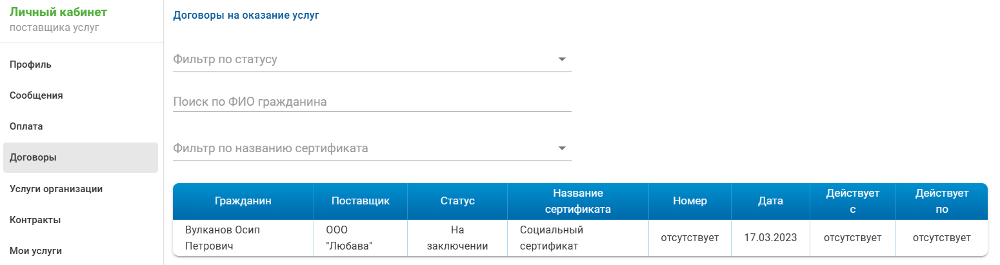 Личный кабинет
поставщика услуг
Профиль
Сообщения
Оплата
Договоры
Услуги организации
Контракты
Мои услуги
Договоры на оказание услуг
Фильтр по статусу
Поиск по ФИО гражданина
Фильтр по названию сертификата
Гражданин
Поставщик
Статус
Название
сертификата
Номер
Дата
Действует
с
Действует
по
Вулканов Осип
Петрович
ООО
"Любава"
На
заключении
Социальный
сертификат
отсутствует
17.03.2023
отсутствует
отсутствует